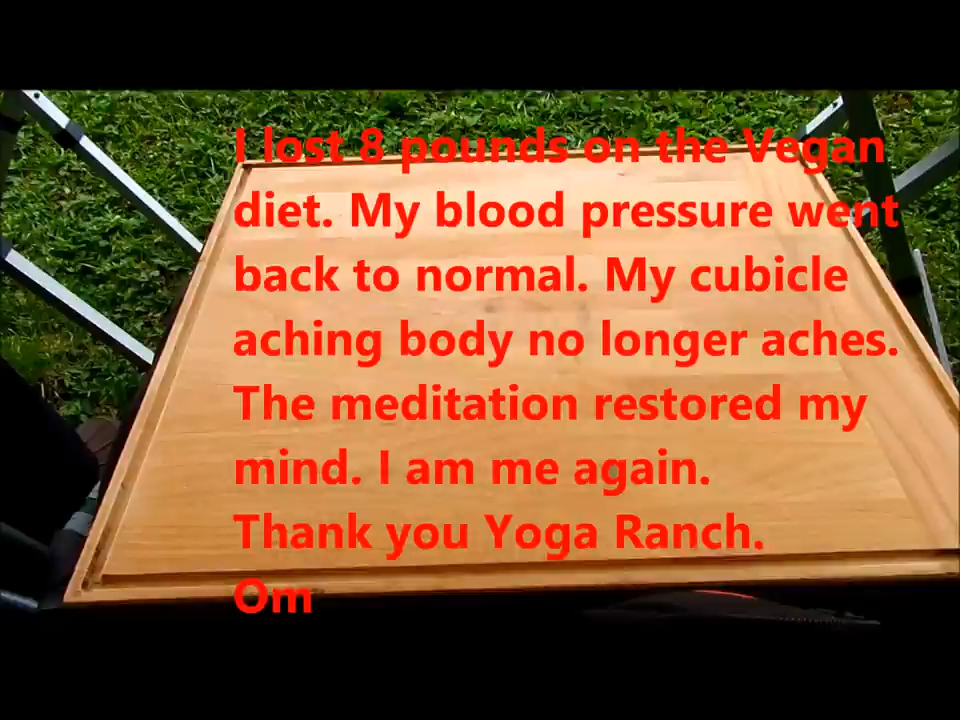 I lost 8 pounds on the Vegan
diet. My blood pressure went
back to normal. My cubicle
aching body no longer aches.
The meditation restored my
mind. I am me again.
Thank you Yoga Ranch.
Om